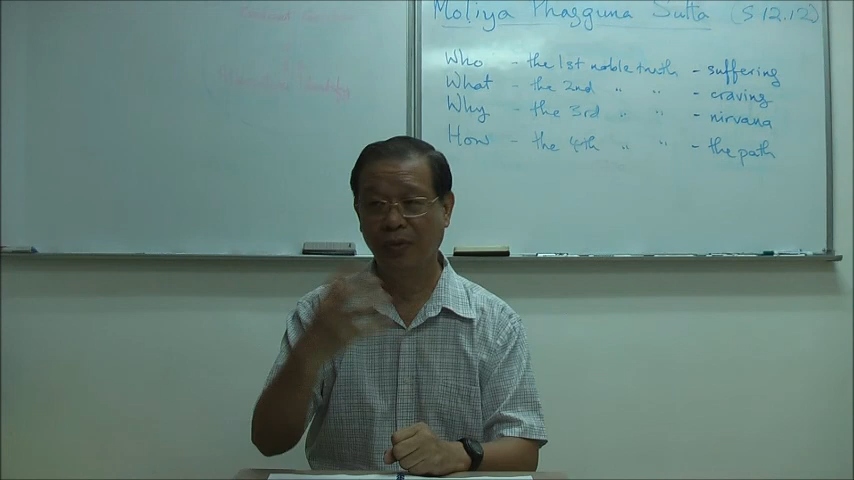 Moliya Phagguna Sutta (S 12.12)
Who - the 1st noble truth - suffering
What - the 2nd " " - craving
Why - the 3rd " " - nirvana
How - the 4th " " - the path